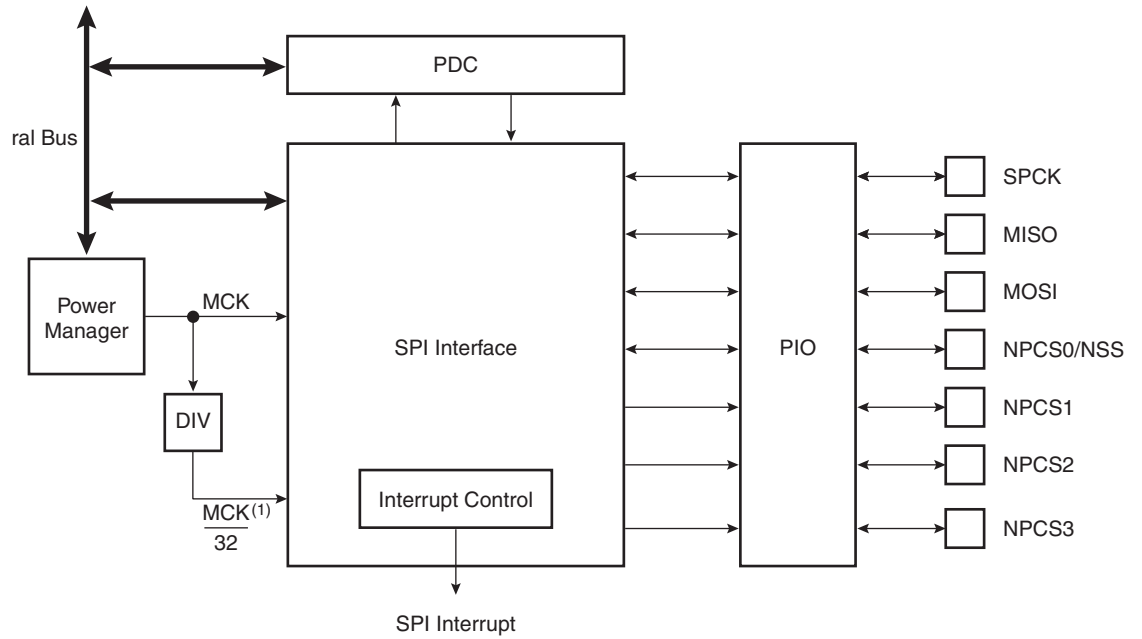 PDC
ral Bus
SPCK
MISO
Power
Manager
MCK
MOSI
SPI Interface
PIO
NPCS0/NSS
DIV
NPCS1
NPCS2
Interrupt Control
MCK(1)
32
NPCS3
SPI Interrupt